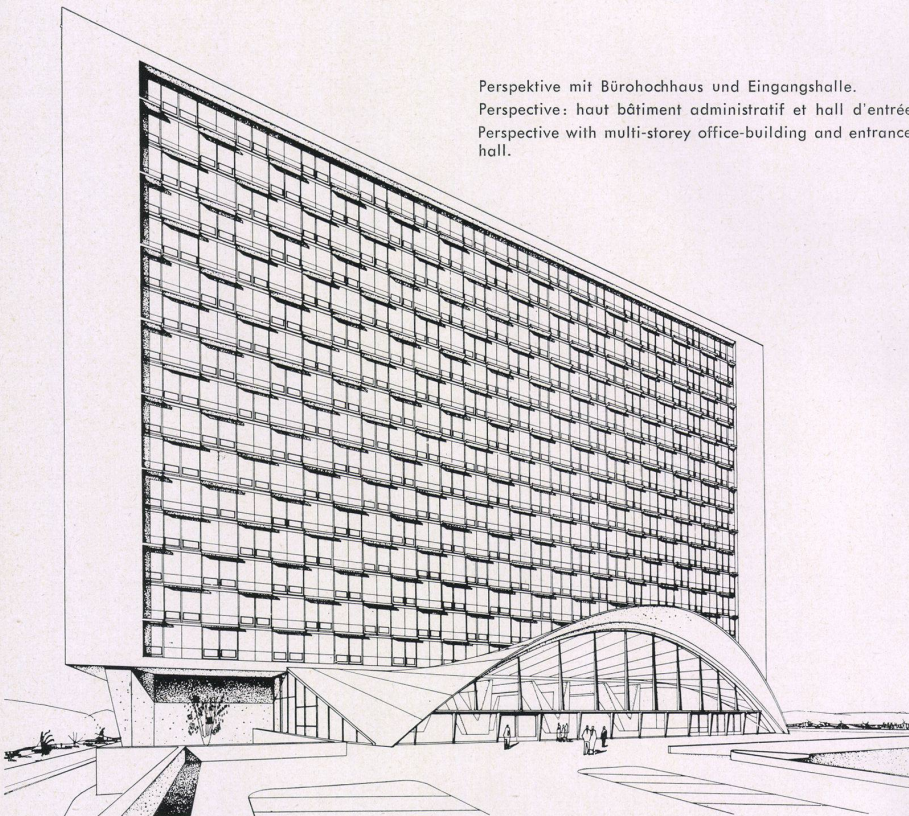 Perspektive mit Bürohochhaus und Eingangshalle.
Perspective: haut bâtiment administratif et hall d'entrée
Perspective with multi-storey office-building and entrance
hall.